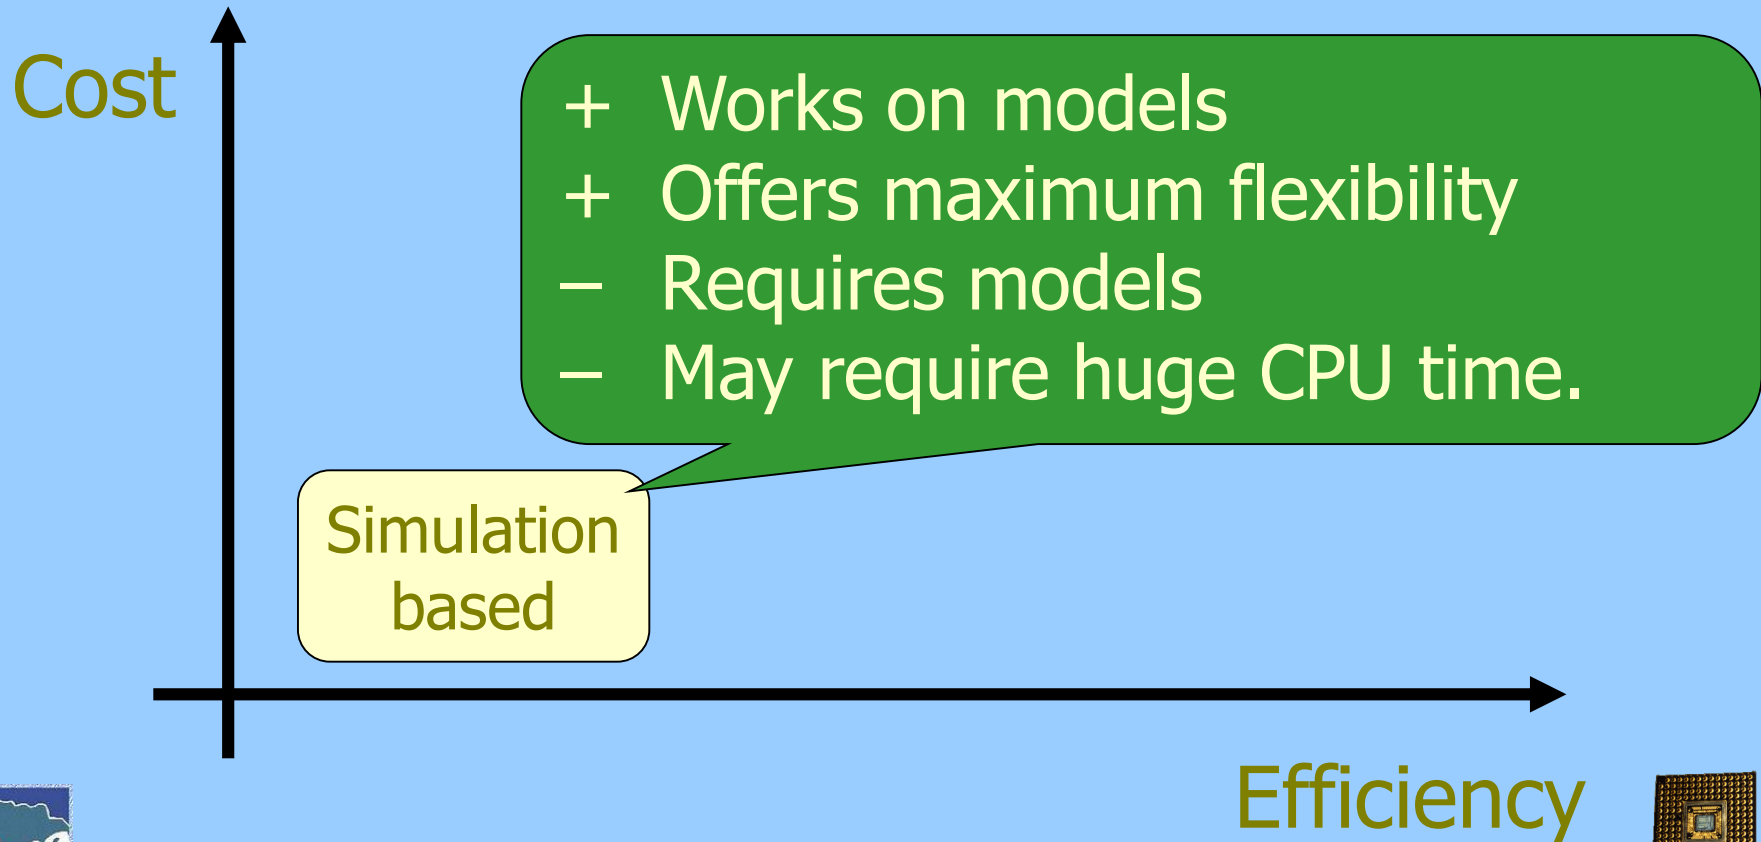 Cost
+ Works on models
+ Offers maximum flexibility
– Requires models
– May require huge CPU time.
Simulation
based
Efficiency